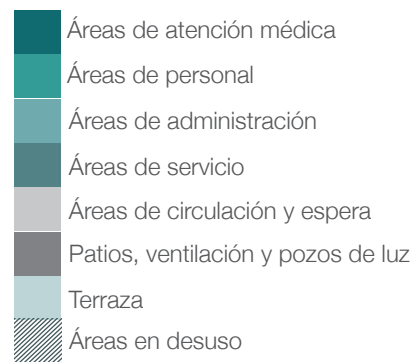 Áreas de atención médica
Áreas de personal
Áreas de administración
Áreas de servicio
Áreas de circulación y espera
Patios, ventilación y pozos de luz
Terraza
Áreas en desuso